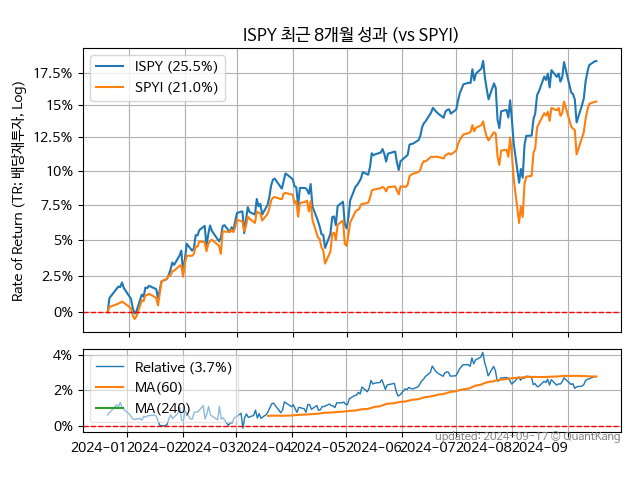 ISPY 최근 8개월 성과 (vs SPYI)
Rate of Return (TR: 배당재투자, Log)
17.5%
15%
12.5%
10%
7.5%
5%
2.5%
0%
ISPY (25.5%)
SPYI (21.0%)
4%
2%
0%
Relative (3.7%)
MA(60)
MA(240)
2024-01 2024-02 2024-03 2024-04 2024-05 2024-06 2024-07 2024-08 2024-09
updated: 2024-09-17 © QuantKang